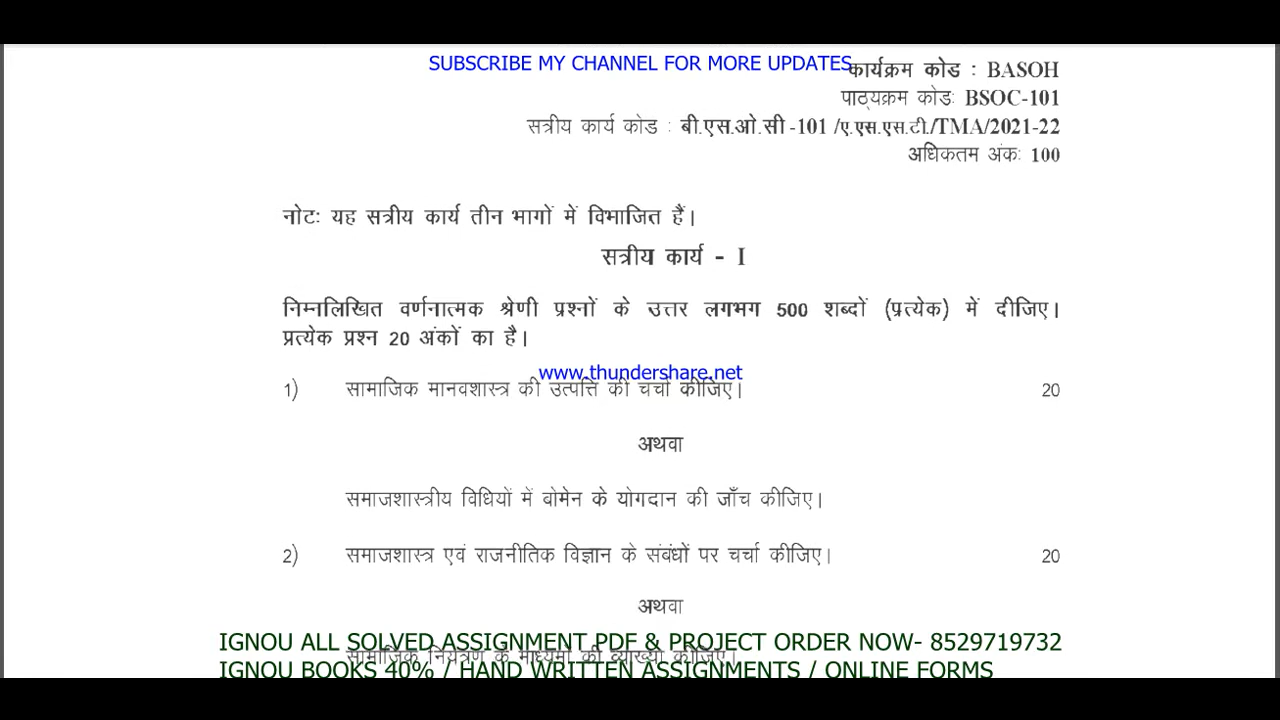 SUBSCRIBE MY CHANNEL FOR MORE UPDATES
कार्यक्रम कोड : BASOH
पाठ्यक्रम कोडः BSOC-101
सत्रीय कार्य कोड : बी.एस.ओ.सी -101 /ए.एस.एस.टी./TMA/2021-22
अधिकतम अंकः 100
नोटः यह सत्रीय कार्य तीन भागों में विभाजित हैं।
सत्रीय कार्य - I
निम्नलिखित वर्णनात्मक श्रेणी प्रश्नों के उत्तर लगभग 500 शब्दों (प्रत्येक) में दीजिए।
प्रत्येक प्रश्न 20 अंकों का है।
www.thundershare.net
1) सामाजिक मानवशास्त्र की उत्पत्ति की चर्चा कीजिए। 20
अथवा
समाजशास्त्रीय विधियों में वोमेन के योगदान की जाँच कीजिए।
2) समाजशास्त्र एवं राजनीतिक विज्ञान के संबंधों पर चर्चा कीजिए। 20
अथवा
IGNOU ALL SOLVED ASSIGNMENT PDF & PROJECT ORDER NOW- 8529719732
सामाजिक नियंत्रण के माध्यमों की व्याख्या कीजिए।
IGNOU BOOKS 40% / HAND WRITTEN ASSIGNMENTS / ONLINE FORMS